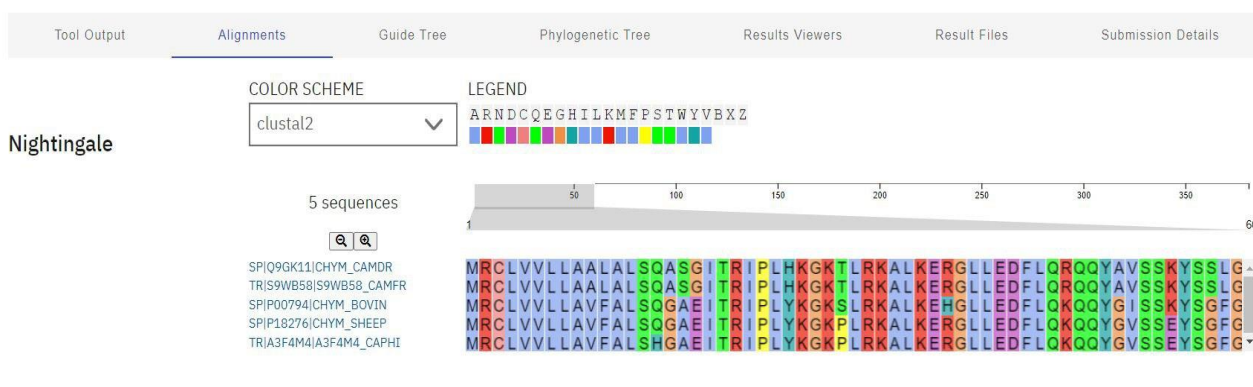 Tool Output Alignments Guide Tree Phylogenetic Tree Results Viewers Result Files Submission Details
COLOR SCHEME LEGEND
clustal2 ARNDCQEGHILKMFPSTWYVBXZ
Nightingale
50 100 150 200 250 300 350
5 sequences
1
SP|Q9GK11|CHYM_CAMDR MRCLVVLLAALALSQASGITRIPLHKGKTLRKALKERGLLEDFLQRQQYAVSSKYSSLG
TR|S9WB58|S9WB58_CAMFR MRCLVVLLAALALSQASGITRIPLHKGKTLRKALKERGLLEDFLQRQQYAVSSKYSSLG
SP|P00794|CHYM_BOVIN MRCLVVLLAVFALSQGAEITRIPLYKGKSLRKALKEHGLLEDFLQKQQYGISSKYSGFG
SP|P18276|CHYM_SHEEP MRCLVVLLAVFALSQGAEITRIPLYKGKPLRKALKERGLLEDFLQKQQYGVSSEYSGFG
TR|A3F4M4|A3F4M4_CAPHI MRCLVVLLAVFALSHGAEITRIPLYKGKPLRKALKERGLLEDFLQKQQYGVSSEYSGFG